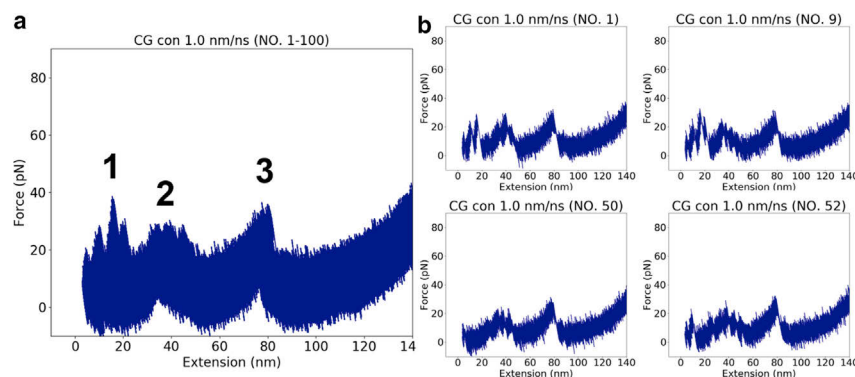 a
CG con 1.0 nm/ns (NO. 1-100)
80
60
40
20
0
Force (pN)
1
2
3
0 20 40 60 80 100 120 14
Extension (nm)
b
CG con 1.0 nm/ns (NO. 1)
80
60
40
20
0
Force (pN)
0 20 40 60 80 100 120 140
Extension (nm)
CG con 1.0 nm/ns (NO. 9)
80
60
40
20
0
Force (pN)
0 20 40 60 80 100 120 140
Extension (nm)
CG con 1.0 nm/ns (NO. 50)
80
60
40
20
0
Force (pN)
0 20 40 60 80 100 120 140
Extension (nm)
CG con 1.0 nm/ns (NO. 52)
80
60
40
20
0
Force (pN)
0 20 40 60 80 100 120 140
Extension (nm)